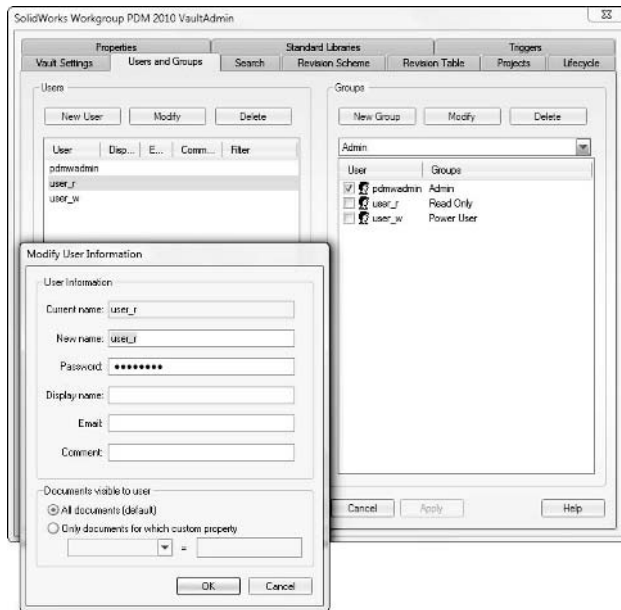 SolidWorks Workgroup PDM 2010 VaultAdmin
Properties Standard Libraries Triggers
Vault Settings Users and Groups Search Revision Scheme Revision Table Projects Lifecycle
Users
New User Modify Delete
User Disp... E... Comm... Filter
pdmwadmin
user_r
user_w
Groups
New Group Modify Delete
Admin
User Groups
pdmwadmin Admin
user_r Read Only
user_w Power User
Cancel Apply Help
Modify User Information
User Information
Current name: user_r
New name: user_r
Password: ●●●●●●●●
Display name:
Email:
Comment:
Documents visible to user
All documents (default)
Only documents for which custom property
=
OK Cancel